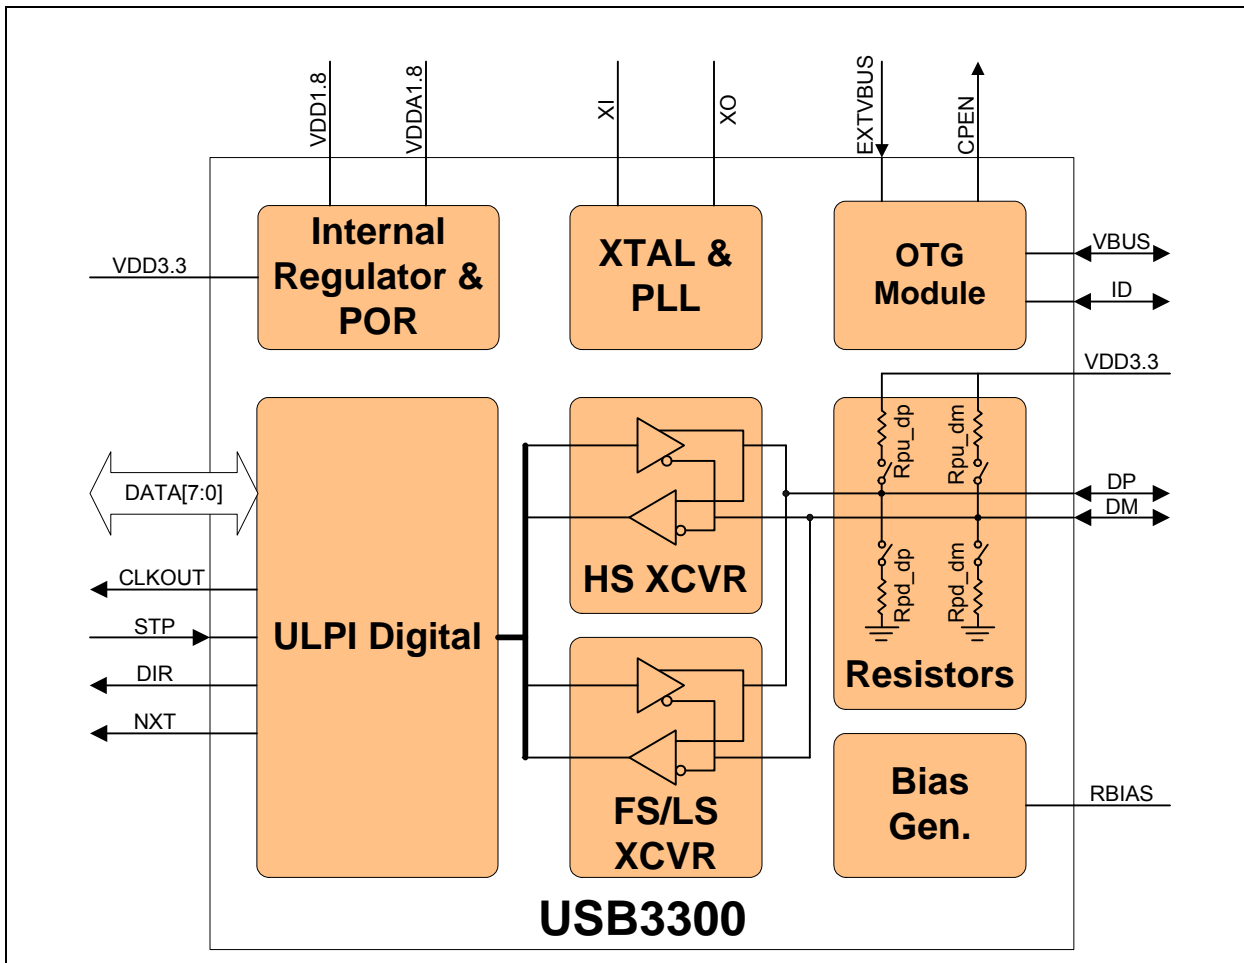 VDD1.8
VDDA1.8
XI
XO
EXTVBUS
CPEN
Internal
Regulator &
POR
XTAL &
PLL
OTG
Module
VDD3.3
VBUS
ID
VDD3.3
Rpu_dp
Rpu_dm
DATA[7:0]
DP
DM
HS XCVR
Rpd_dp
Rpd_dm
CLKOUT
STP
DIR
NXT
ULPI Digital
Resistors
FS/LS
XCVR
Bias
Gen.
RBIAS
USB3300